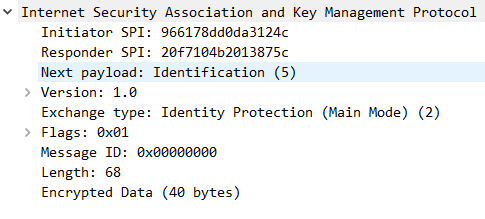 Internet Security Association and Key Management Protocol
Initiator SPI: 966178dd0da3124c
Responder SPI: 20f7104b2013875c
Next payload: Identification (5)
Version: 1.0
Exchange type: Identity Protection (Main Mode) (2)
Flags: 0x01
Message ID: 0x00000000
Length: 68
Encrypted Data (40 bytes)